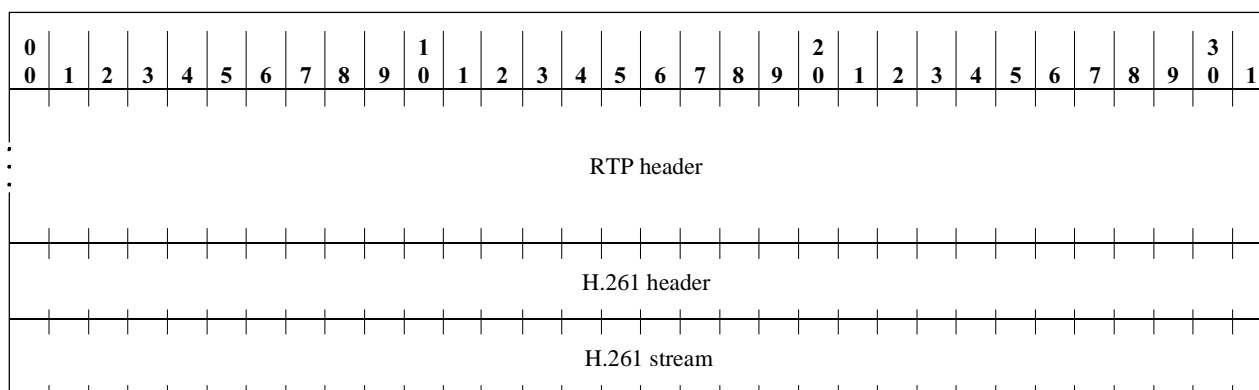 0 1 2 3
0 1 2 3 4 5 6 7 8 9 0 1 2 3 4 5 6 7 8 9 0 1 2 3 4 5 6 7 8 9 0 1
RTP header
H.261 header
H.261 stream